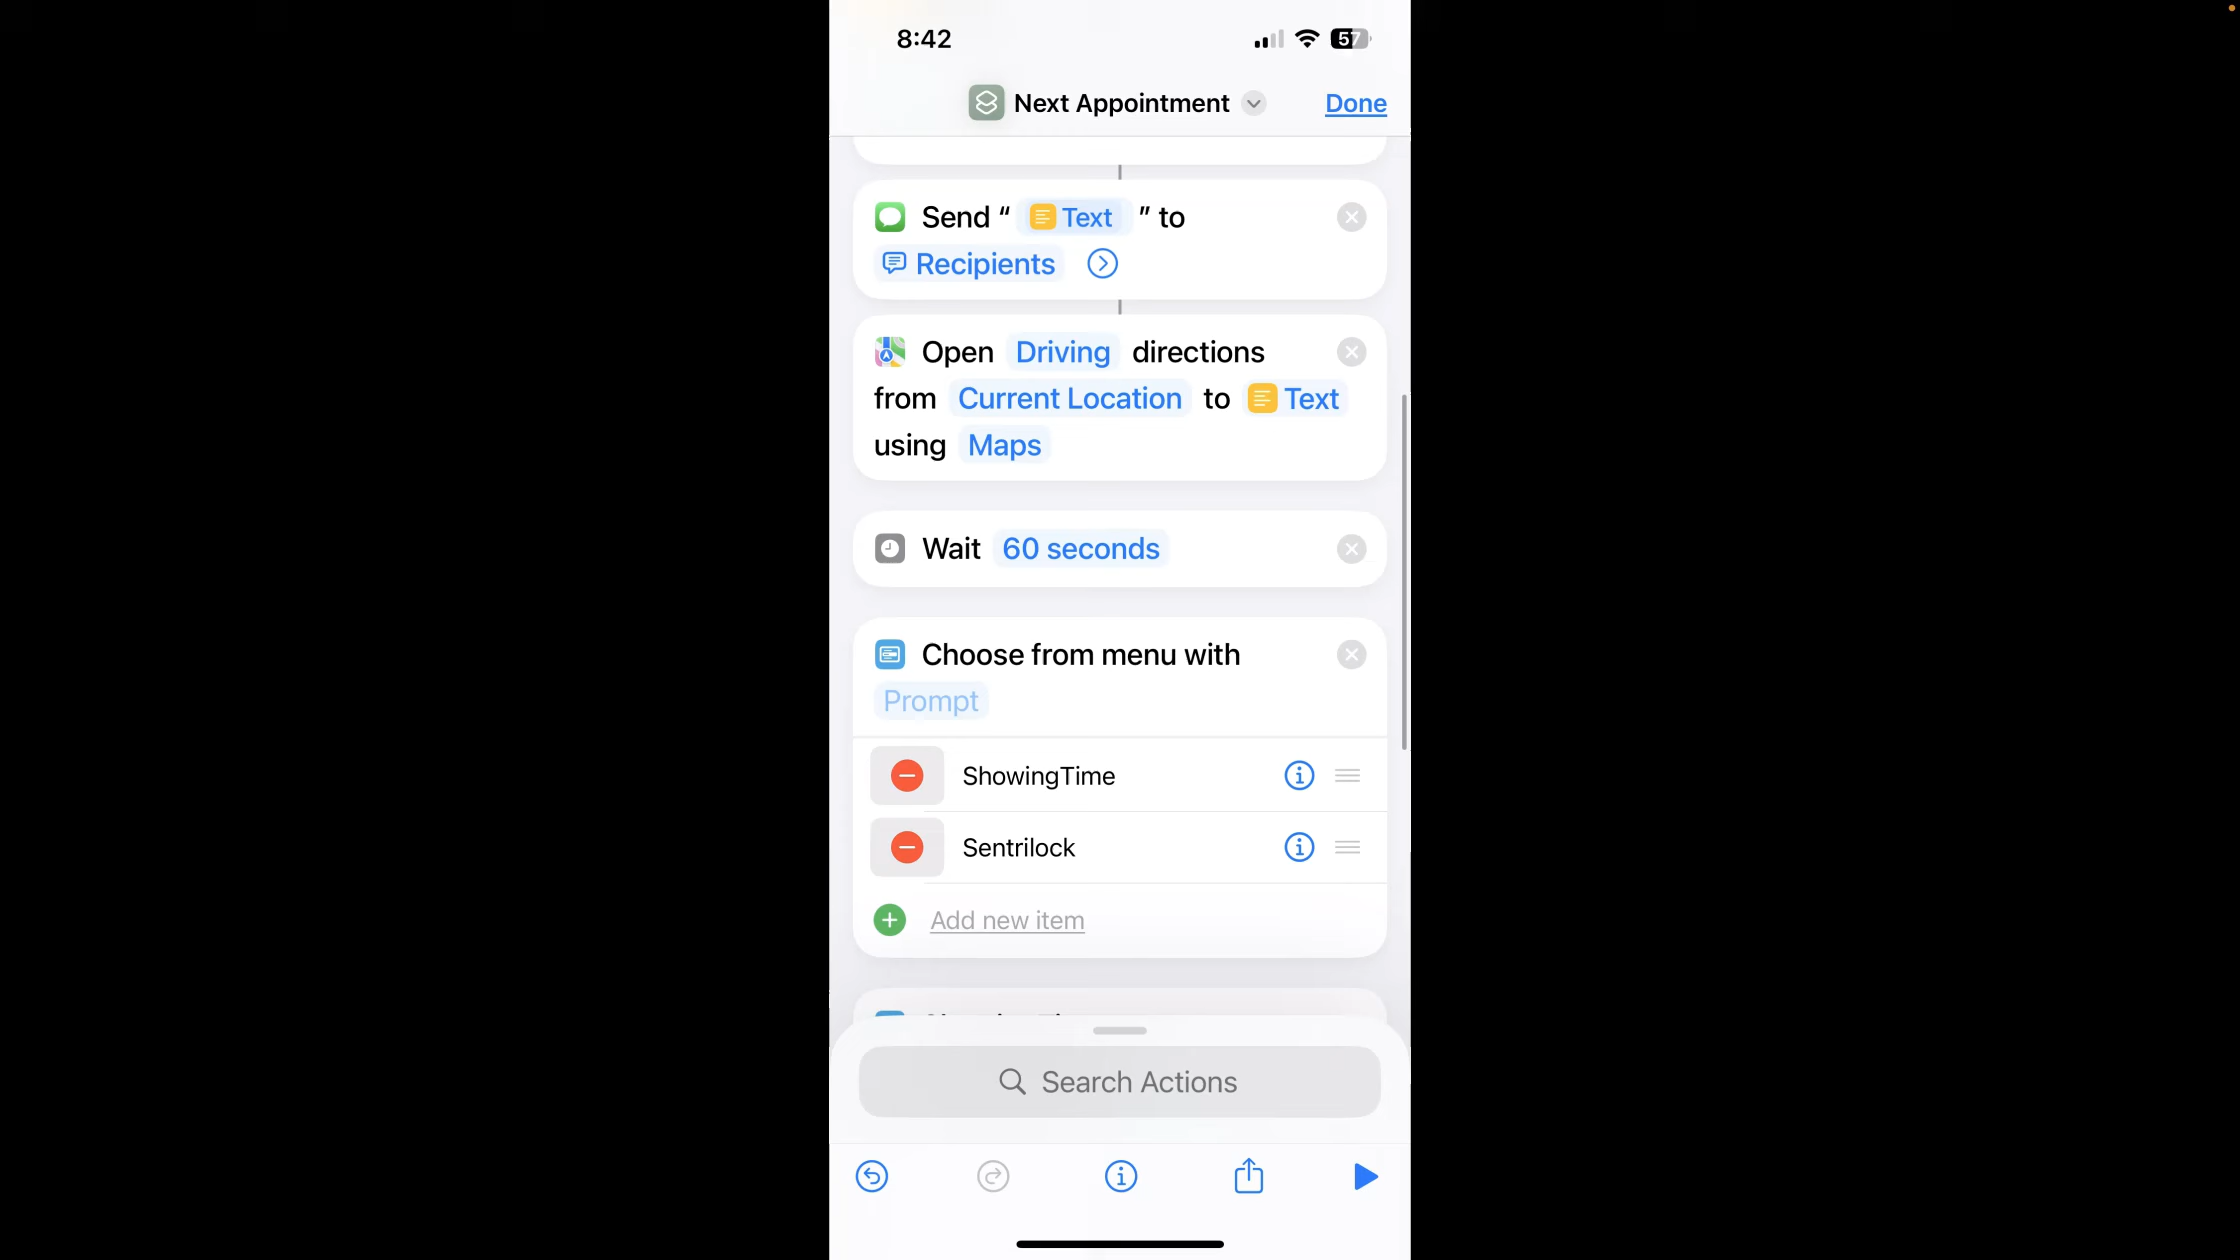 8:42
57
Next Appointment
Done
Send “ Text ” to
Recipients
Open Driving directions
from Current Location to Text
using Maps
Wait 60 seconds
Choose from menu with
Prompt
ShowingTime
Sentrilock
Add new item
Search Actions